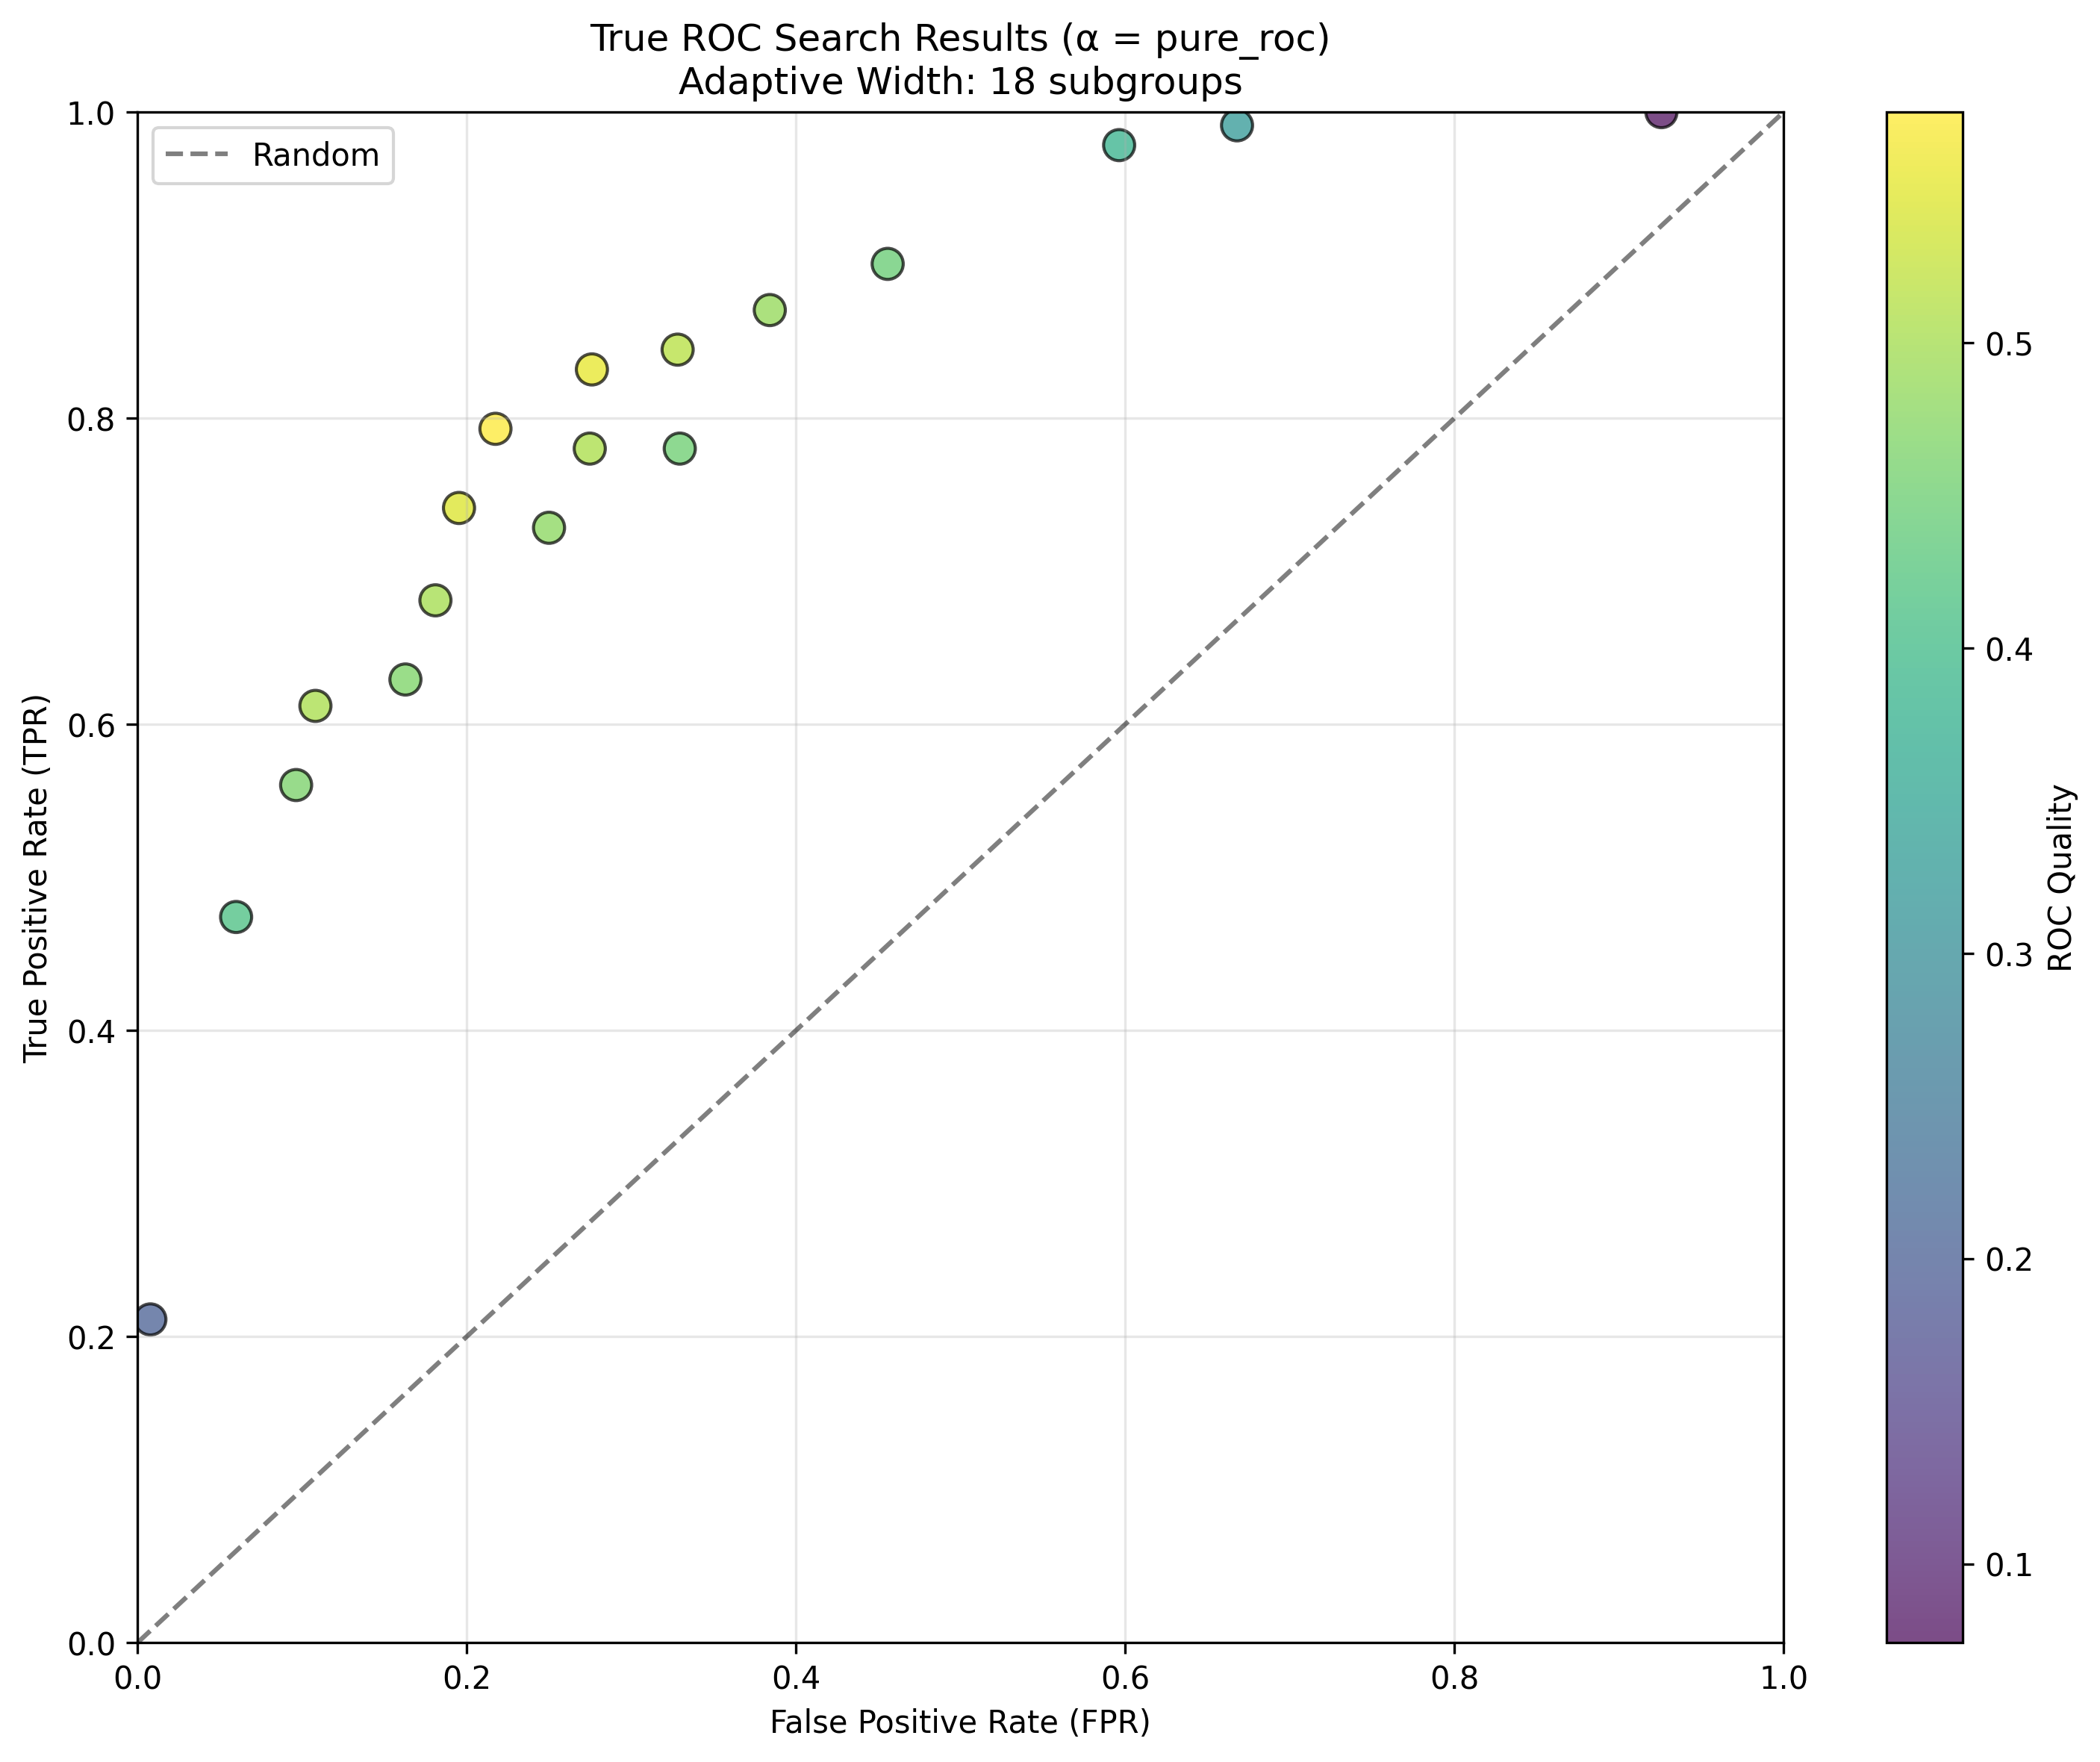 True ROC Search Results (α = pure_roc)
Adaptive Width: 18 subgroups
Random
1.0
0.8
0.6
0.4
0.2
0.0
True Positive Rate (TPR)
0.0 0.2 0.4 0.6 0.8 1.0
False Positive Rate (FPR)
0.5
0.4
0.3
0.2
0.1
ROC Quality